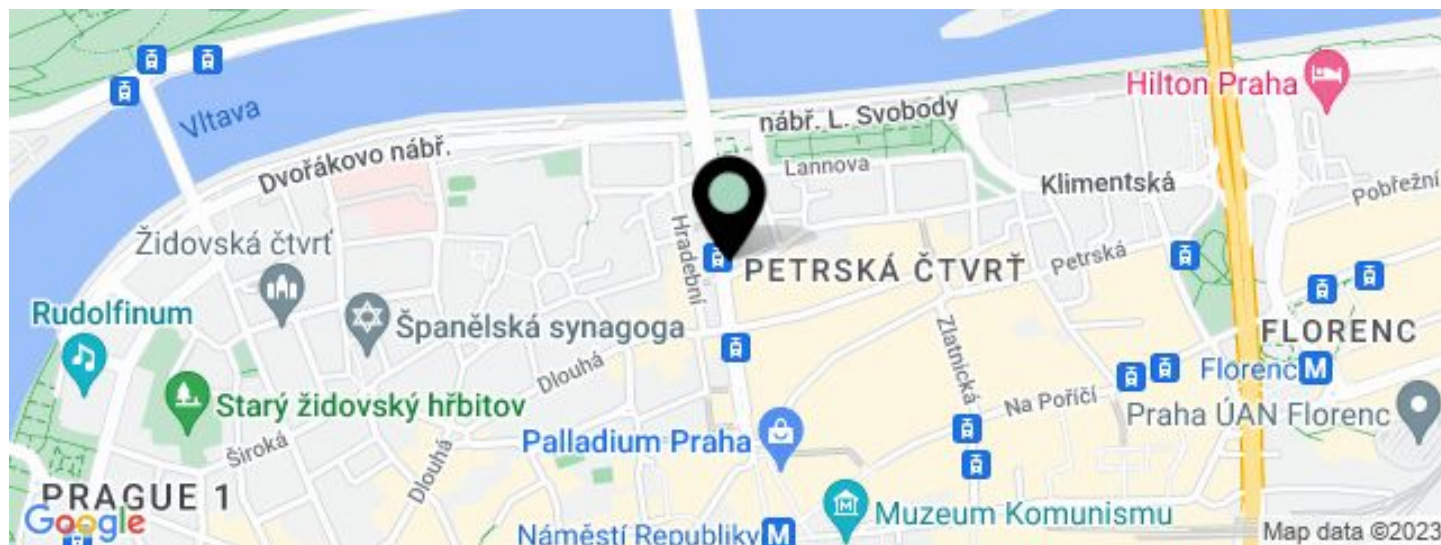 Hilton Praha
nábř. L. Svobody
Vltava
Dvořákovo nábř.
Lannova
Klimentská
Pobřežní
Židovská čtvrť
Hradební
PETRSKÁ ČTVRŤ
Petrská
Rudolfinum
Španělská synagoga
Zlatnická
FLORENC
Dlouhá
Florenc M
Starý židovský hřbitov
Na Poříčí
Praha ÚAN Florenc
Široká
Dlouhá
Palladium Praha
PRAGUE 1
Google
Náměstí Republiky M
Muzeum Komunismu
Map data ©2023